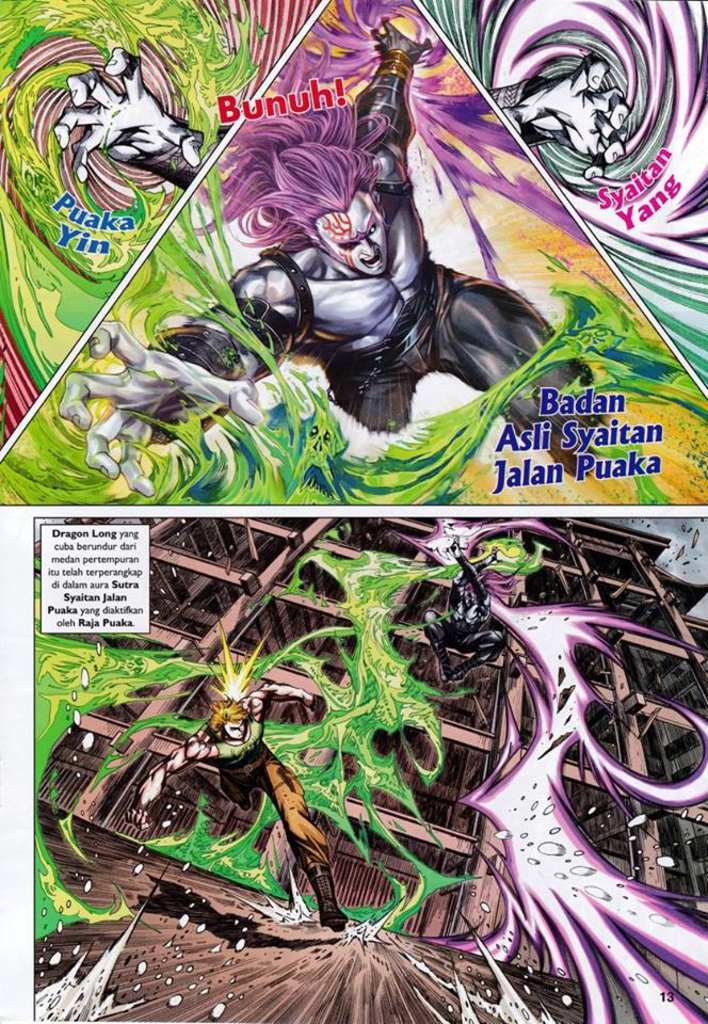 Bunuh!
Puaka
Yin
Syaitan
Yang
Badan
Asli Syaitan
Jalan Puaka
Dragon Long yang
cuba berundur dari
medan pertempuran
itu telah terperangkap
di dalam aura Sutra
Syaitan Jalan
Puaka yang diaktifkan
oleh Raja Puaka.
13